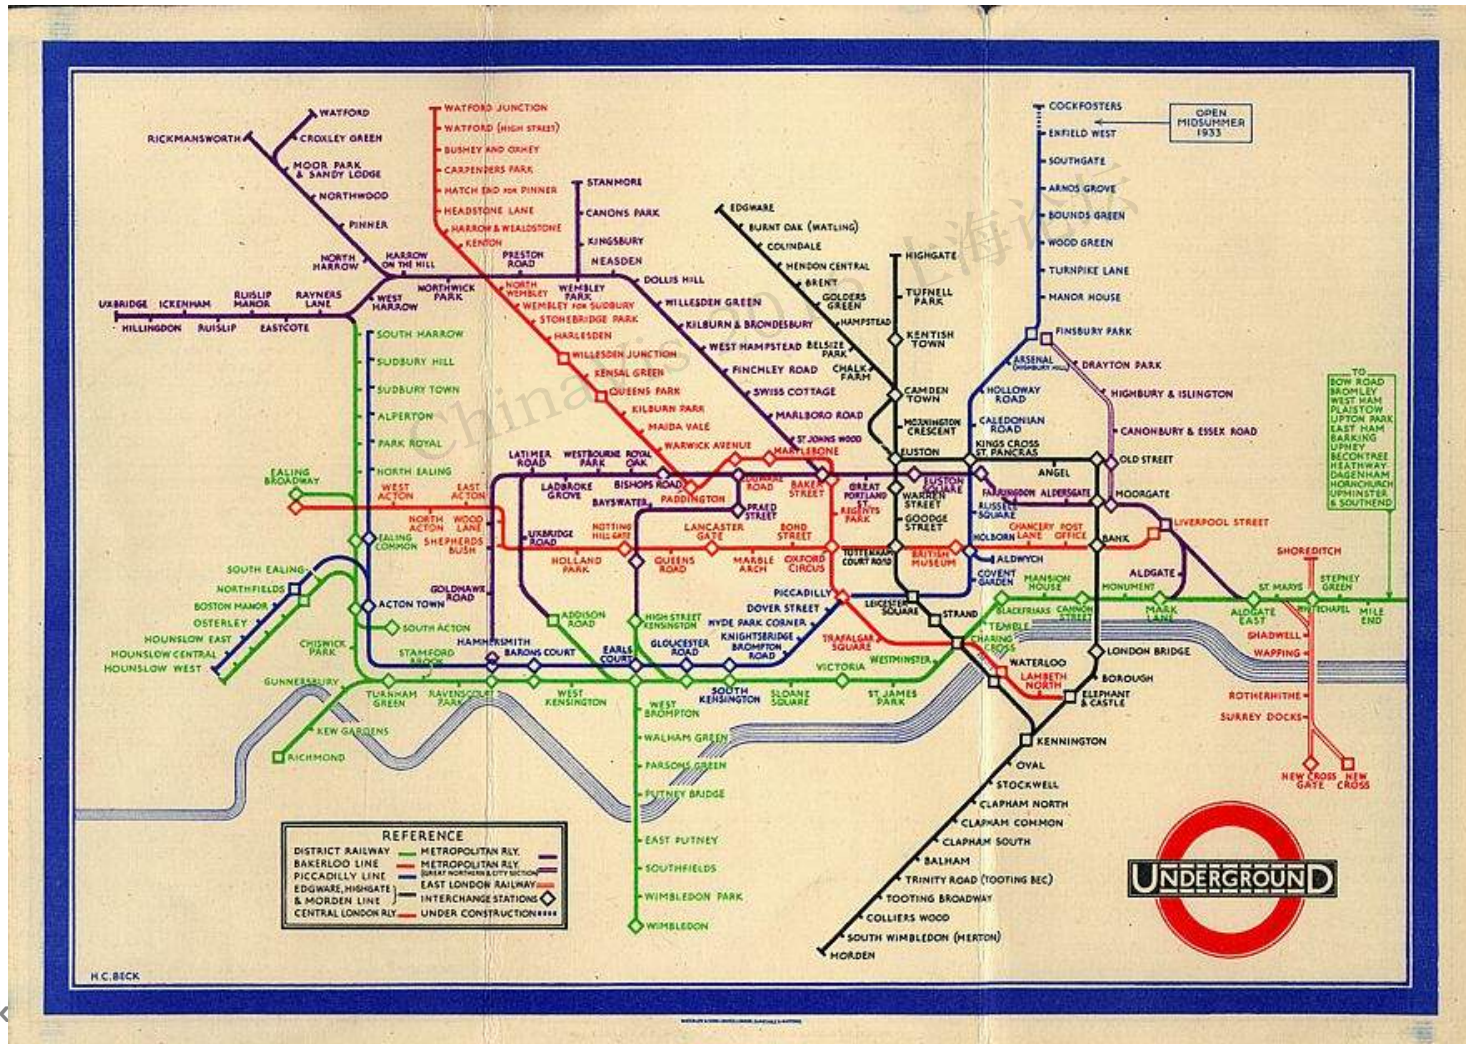 WATFORD
RICKMANSWORTH
CROXLEY GREEN
MOOR PARK
& SANDY LODGE
NORTHWOOD
PINNER
NORTH
HARROW
HARROW
ON THE HILL
NORTHWICK
PARK
PRESTON
ROAD
WEMBLEY
PARK
NEASDEN
KINGSBURY
CANONS PARK
STANMORE
DOLLIS HILL
WILLESDEN GREEN
KILBURN & BRONDESBURY
WEST HAMPSTEAD
FINCHLEY ROAD
SWISS COTTAGE
MARLBORO ROAD
ST JOHNS WOOD
WEST
HARROW
RAYNERS
LANE
EASTCOTE
RUISLIP
MANOR
RUISLIP
ICKENHAM
HILLINGDON
UXBRIDGE
WATFORD JUNCTION
WATFORD (HIGH STREET)
BUSHEY AND OXHEY
CARPENDERS PARK
HATCH END FOR PINNER
HEADSTONE LANE
HARROW & WEALDSTONE
KENTON
NORTH
WEMBLEY
WEMBLEY FOR SUDBURY
STONEBRIDGE PARK
HARLESDEN
WILLESDEN JUNCTION
KENSAL GREEN
QUEENS PARK
KILBURN PARK
MAIDA VALE
WARWICK AVENUE
PADDINGTON
EDGWARE
ROAD
MARYLEBONE
BAKER
STREET
REGENTS
PARK
EDGWARE
BURNT OAK (WATLING)
COLINDALE
HENDON CENTRAL
BRENT
GOLDERS
GREEN
HAMPSTEAD
BELSIZE
PARK
CHALK
FARM
HIGHGATE
TUFNELL
PARK
KENTISH
TOWN
CAMDEN
TOWN
MORNINGTON
CRESCENT
EUSTON
COCKFOSTERS
OPEN
MIDSUMMER
1933
ENFIELD WEST
SOUTHGATE
ARNOS GROVE
BOUNDS GREEN
WOOD GREEN
TURNPIKE LANE
MANOR HOUSE
FINSBURY PARK
ARSENAL
(HIGHBURY HILL)
HOLLOWAY
ROAD
CALEDONIAN
ROAD
KINGS CROSS
ST. PANCRAS
DRAYTON PARK
HIGHBURY & ISLINGTON
CANONBURY & ESSEX ROAD
OLD STREET
ANGEL
MOORGATE
TO
BOW ROAD
BROMLEY
WEST HAM
PLAISTOW
UPTON PARK
EAST HAM
BARKING
UPNEY
BECONTREE
HEATHWAY-
DAGENHAM
HORNCHURCH
UPMINSTER
& SOUTHEND
SOUTH HARROW
SUDBURY HILL
SUDBURY TOWN
ALPERTON
PARK ROYAL
NORTH EALING
EALING
BROADWAY
EALING
COMMON
WEST
ACTON
NORTH
ACTON
EAST
ACTON
WOOD
LANE
SHEPHERDS
BUSH
HOLLAND
PARK
NOTTING
HILL GATE
QUEENS
ROAD
LANCASTER
GATE
MARBLE
ARCH
BOND
STREET
OXFORD
CIRCUS
TOTTENHAM
COURT ROAD
BRITISH
MUSEUM
CHANCERY
LANE
POST
OFFICE
BANK
LIVERPOOL STREET
LATIMER
ROAD
LADBROKE
GROVE
WESTBOURNE
PARK
ROYAL
OAK
BISHOPS ROAD
BAYSWATER
PRAED
STREET
GREAT
PORTLAND
ST.
EUSTON
SQUARE
FARRINGDON
ALDERSGATE
WARREN
STREET
GOODGE
STREET
RUSSELL
SQUARE
HOLBORN
ALDWYCH
COVENT
GARDEN
UXBRIDGE
ROAD
GOLDHAWK
ROAD
HAMMERSMITH
ADDISON
ROAD
HIGH STREET
KENSINGTON
SOUTH EALING
NORTHFIELDS
BOSTON MANOR
OSTERLEY
HOUNSLOW EAST
HOUNSLOW CENTRAL
HOUNSLOW WEST
ACTON TOWN
SOUTH ACTON
CHISWICK
PARK
STAMFORD
BROOK
GUNNERSBURY
KEW GARDENS
RICHMOND
TURNHAM
GREEN
RAVENSCOURT
PARK
BARONS COURT
WEST
KENSINGTON
EARLS
COURT
GLOUCESTER
ROAD
SOUTH
KENSINGTON
KNIGHTSBRIDGE
BROMPTON
ROAD
HYDE PARK CORNER
DOVER STREET
PICCADILLY
LEICESTER
SQUARE
STRAND
TRAFALGAR
SQUARE
SLOANE
SQUARE
VICTORIA
ST. JAMES
PARK
WESTMINSTER
CHARING
CROSS
TEMPLE
BLACKFRIARS
MANSION
HOUSE
CANNON
STREET
MONUMENT
MARK
LANE
ALDGATE
ALDGATE
EAST
ST. MARYS
WHITECHAPEL
STEPNEY
GREEN
MILE
END
SHOREDITCH
SHADWELL
WAPPING
ROTHERHITHE
SURREY DOCKS
NEW CROSS
GATE
NEW
CROSS
WATERLOO
LAMBETH
NORTH
ELEPHANT
& CASTLE
BOROUGH
LONDON BRIDGE
KENNINGTON
OVAL
STOCKWELL
CLAPHAM NORTH
CLAPHAM COMMON
CLAPHAM SOUTH
BALHAM
TRINITY ROAD (TOOTING BEC)
TOOTING BROADWAY
COLLIERS WOOD
SOUTH WIMBLEDON (MERTON)
MORDEN
WEST
BROMPTON
WALHAM GREEN
PARSONS GREEN
PUTNEY BRIDGE
EAST PUTNEY
SOUTHFIELDS
WIMBLEDON PARK
WIMBLEDON
REFERENCE
DISTRICT RAILWAY
BAKERLOO LINE
PICCADILLY LINE
EDGWARE, HIGHGATE
& MORDEN LINE
CENTRAL LONDON RLY.
METROPOLITAN RLY.
METROPOLITAN RLY.
(GREAT NORTHERN & CITY SECTION)
EAST LONDON RAILWAY
INTERCHANGE STATIONS
UNDER CONSTRUCTION
UNDERGROUND
H.C. BECK